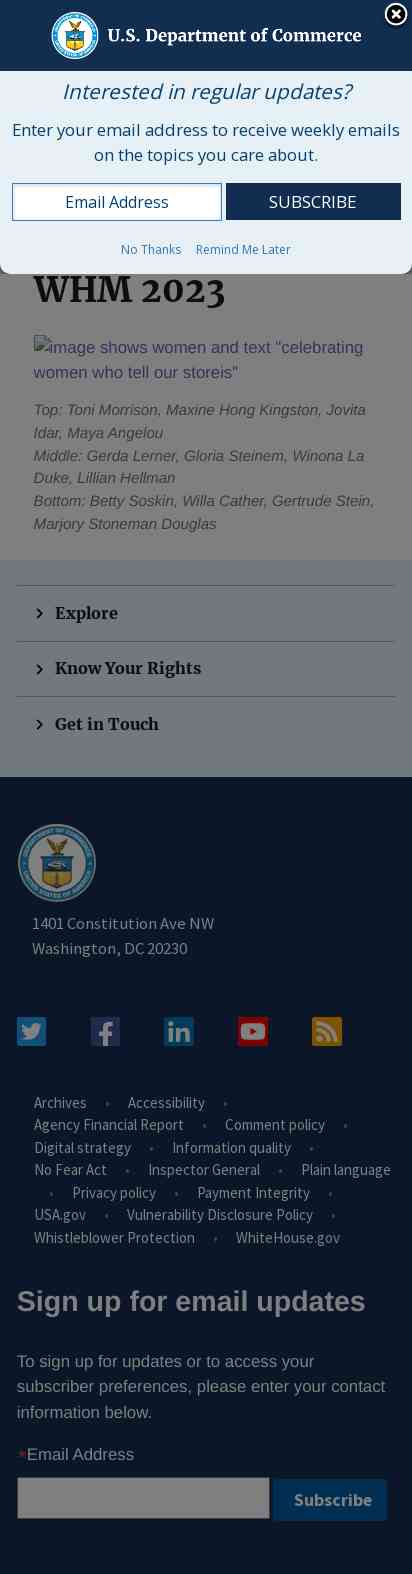 U.S. Department of Commerce
Interested in regular updates?
Enter your email address to receive weekly emails
on the topics you care about.
Email Address
SUBSCRIBE
No Thanks Remind Me Later
WHM 2023
image shows women and text "celebrating
women who tell our storeis"
Top: Toni Morrison, Maxine Hong Kingston, Jovita
Idar, Maya Angelou
Middle: Gerda Lerner, Gloria Steinem, Winona La
Duke, Lillian Hellman
Bottom: Betty Soskin, Willa Cather, Gertrude Stein,
Marjory Stoneman Douglas
Explore
Know Your Rights
Get in Touch
1401 Constitution Ave NW
Washington, DC 20230
Archives • Accessibility •
Agency Financial Report • Comment policy •
Digital strategy • Information quality •
No Fear Act • Inspector General • Plain language
• Privacy policy • Payment Integrity •
USA.gov • Vulnerability Disclosure Policy •
Whistleblower Protection • WhiteHouse.gov
Sign up for email updates
To sign up for updates or to access your
subscriber preferences, please enter your contact
information below.
*Email Address
Subscribe